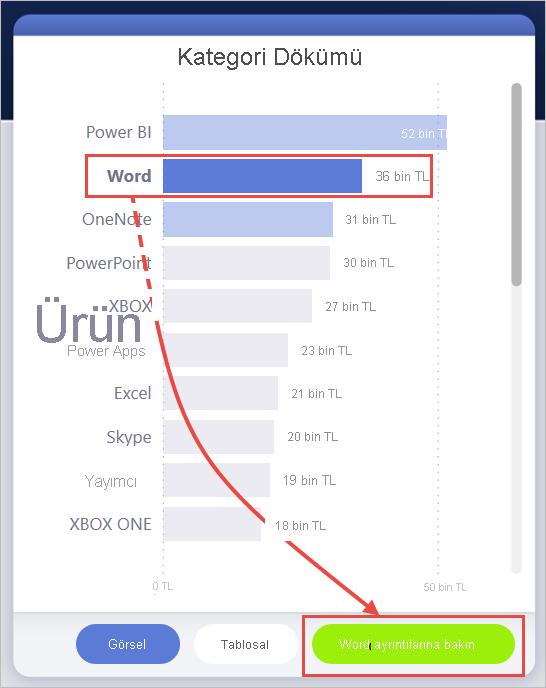 Kategori Dökümü
Power BI 52 bin TL
Word 36 bin TL
OneNote 31 bin TL
PowerPoint 30 bin TL
XBOX 27 bin TL
Ürün
Power Apps 23 bin TL
Excel 21 bin TL
Skype 20 bin TL
Yayımcı 19 bin TL
XBOX ONE 18 bin TL
0 TL 50 bin TL
Görsel Tablosal Word ayrıntılarına bakın